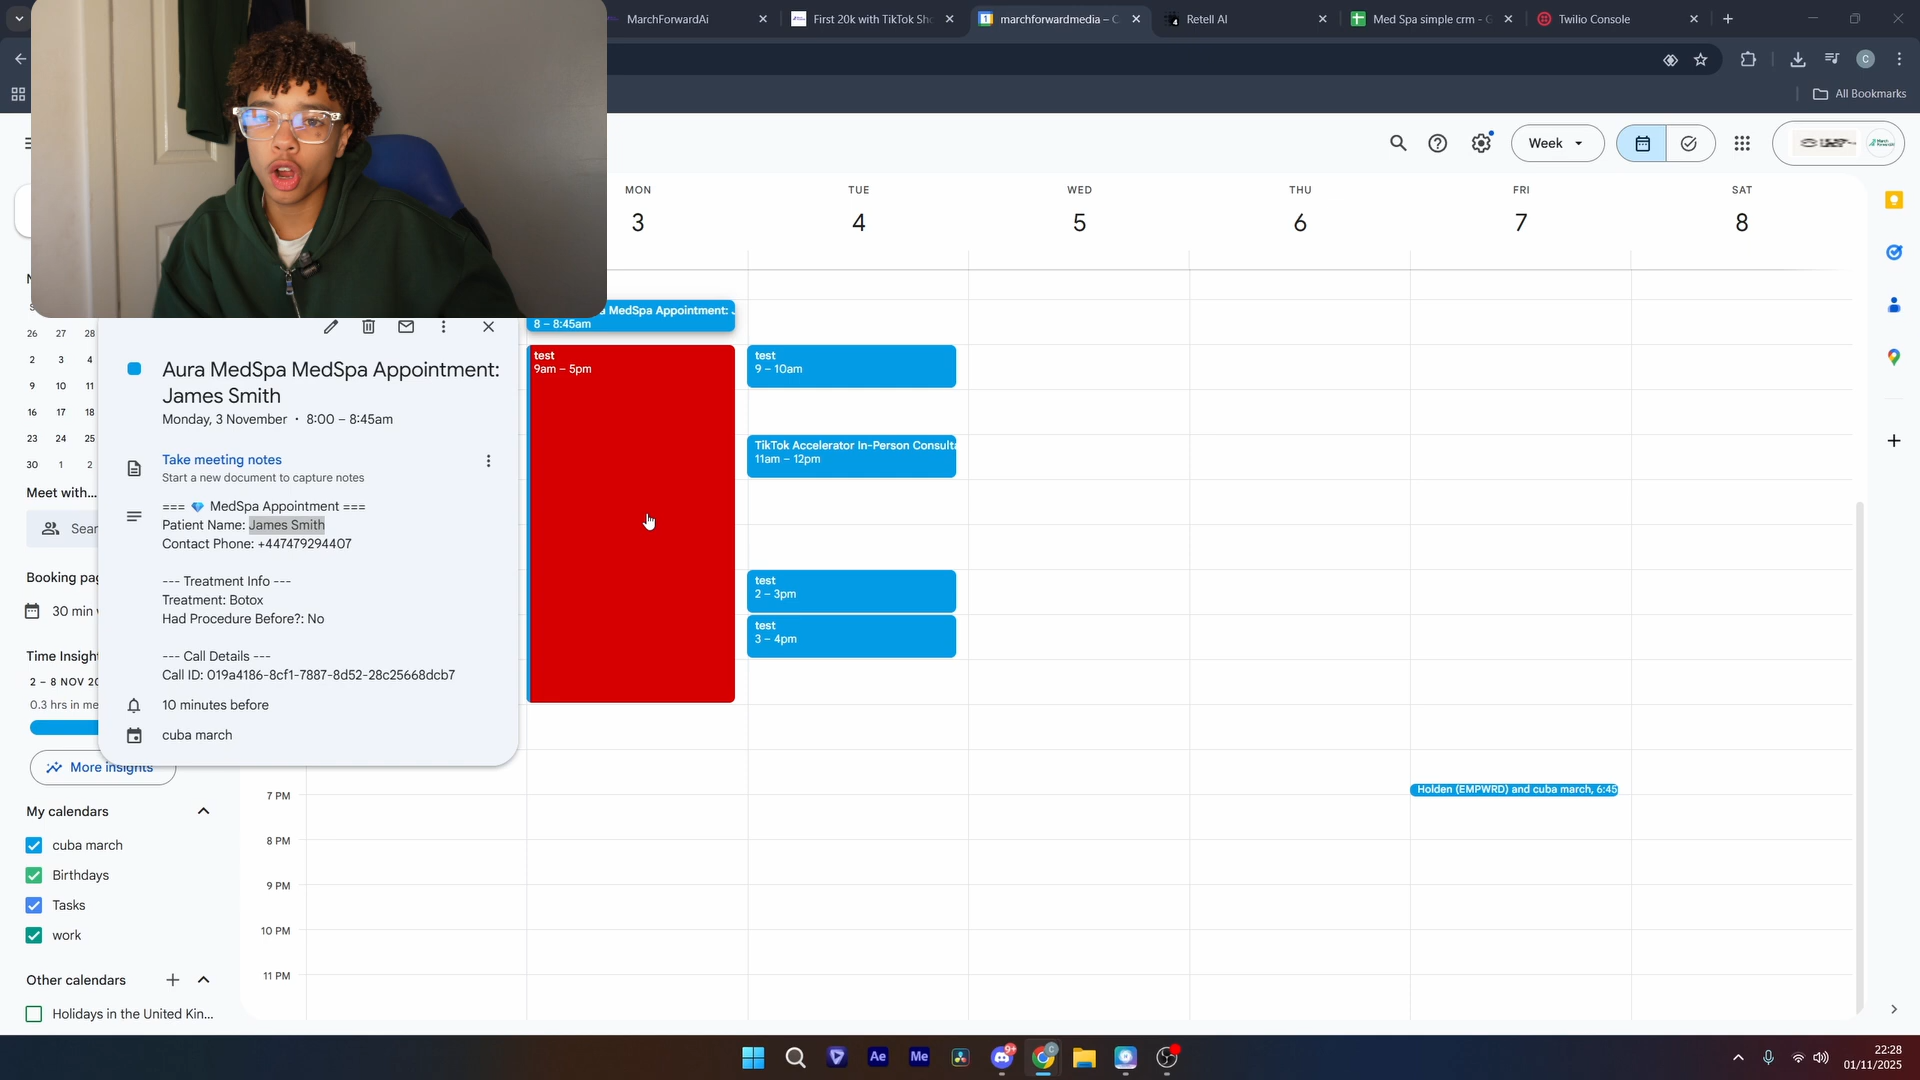 MarchForwardAi
First 20k with TikTok Sh
marchforwardmedia – C
Retell AI
Med Spa simple crm - G
Twilio Console
C
All Bookmarks
Week
MON
TUE
WED
THU
FRI
SAT
3
4
5
6
7
8
26 27 28
2 3 4
9 10 11
16 17 18
23 24 25
30 1 2
Meet with...
Sear
Booking pag
30 min
Time Insigh
2 – 8 NOV 20
0.3 hrs in me
More insights
My calendars
cuba march
Birthdays
Tasks
work
Other calendars
Holidays in the United Kin...
Aura MedSpa MedSpa Appointment:
James Smith
Monday, 3 November · 8:00 – 8:45am
Take meeting notes
Start a new document to capture notes
=== 💎 MedSpa Appointment ===
Patient Name: James Smith
Contact Phone: +447479294407
--- Treatment Info ---
Treatment: Botox
Had Procedure Before?: No
--- Call Details ---
Call ID: 019a4186-8cf1-7887-8d52-28c25668dcb7
10 minutes before
cuba march
MedSpa Appointment: J
8 – 8:45am
test
9am – 5pm
test
9 – 10am
TikTok Accelerator In-Person Consulta
11am – 12pm
test
2 – 3pm
test
3 – 4pm
Holden (EMPWRD) and cuba march, 6:45
7 PM
8 PM
9 PM
10 PM
11 PM
Ae
Me
9+
22:28
01/11/2025